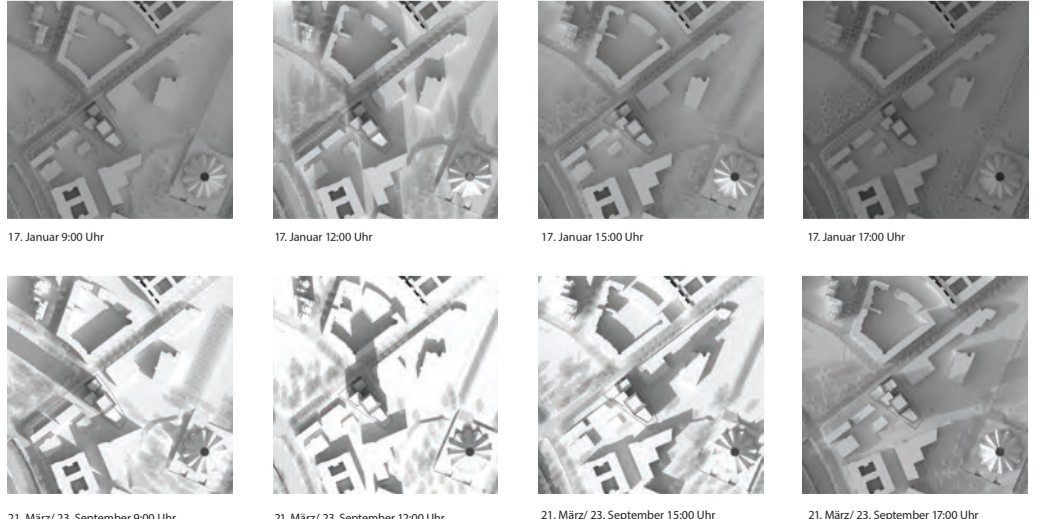 17. Januar 9:00 Uhr
17. Januar 12:00 Uhr
17. Januar 15:00 Uhr
17. Januar 17:00 Uhr
21. März/ 23. September 9:00 Uhr
21. März/ 23. September 12:00 Uhr
21. März/ 23. September 15:00 Uhr
21. März/ 23. September 17:00 Uhr